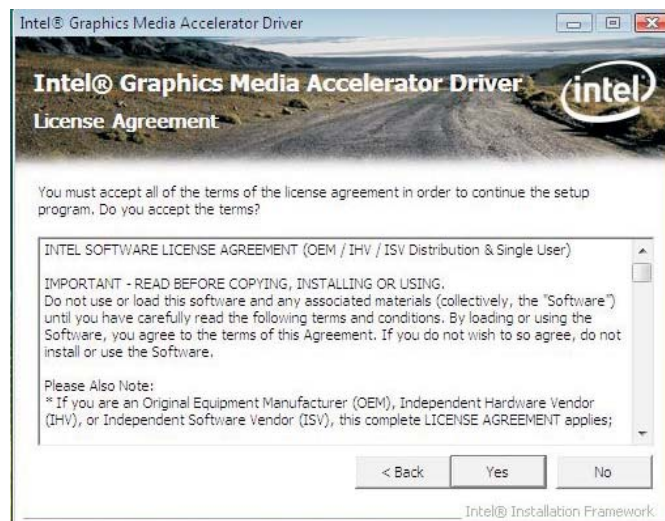 Intel® Graphics Media Accelerator Driver
Intel® Graphics Media Accelerator Driver
License Agreement
intel
You must accept all of the terms of the license agreement in order to continue the setup
program. Do you accept the terms?
INTEL SOFTWARE LICENSE AGREEMENT (OEM / IHV / ISV Distribution & Single User)
IMPORTANT - READ BEFORE COPYING, INSTALLING OR USING.
Do not use or load this software and any associated materials (collectively, the "Software")
until you have carefully read the following terms and conditions. By loading or using the
Software, you agree to the terms of this Agreement. If you do not wish to so agree, do not
install or use the Software.
Please Also Note:
* If you are an Original Equipment Manufacturer (OEM), Independent Hardware Vendor
(IHV), or Independent Software Vendor (ISV), this complete LICENSE AGREEMENT applies;
< Back Yes No
Intel® Installation Framework